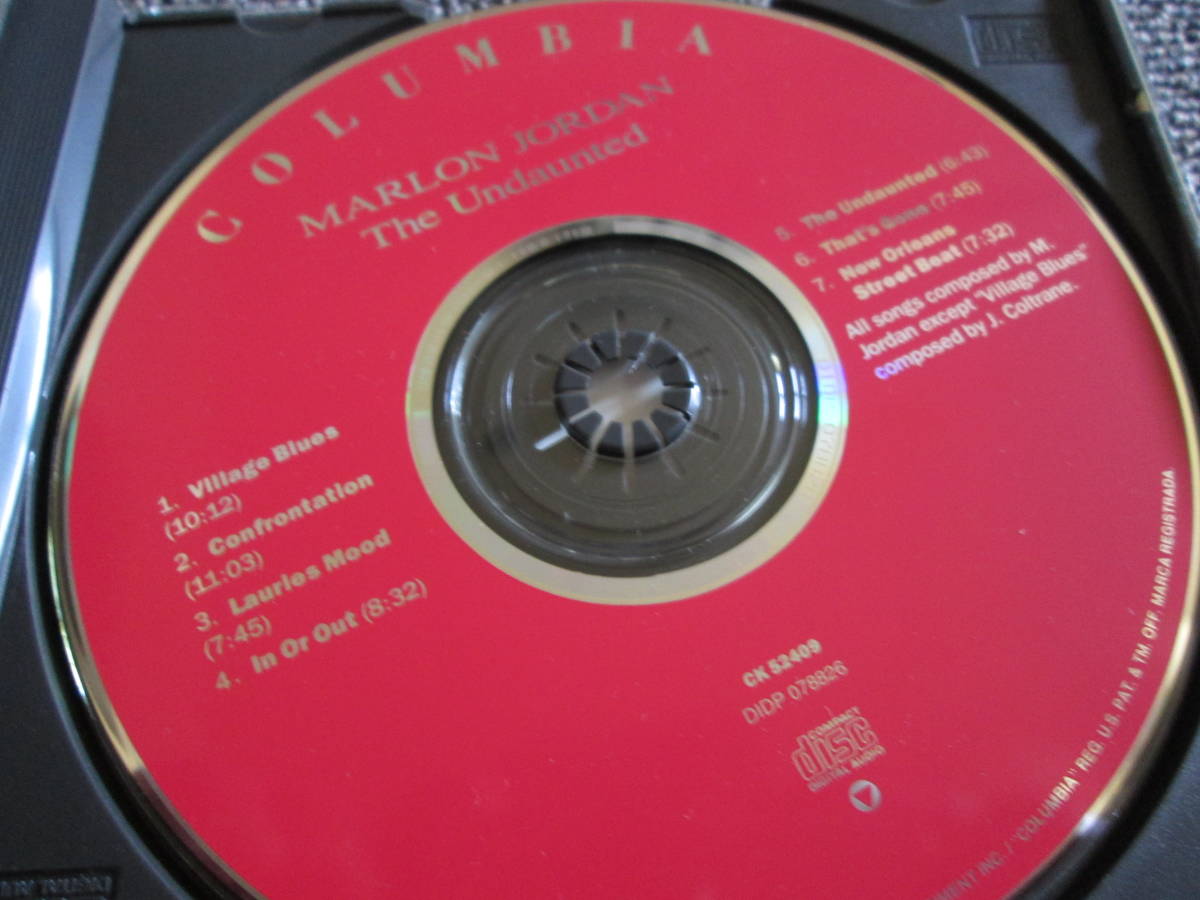 COLUMBIA
MARLON JORDAN
The Undaunted
1. Village Blues
(10:12)
2. Confrontation
(11:03)
3. Lauries Mood
(7:45)
4. In Or Out (8:32)
5. The Undaunted (6:43)
6. That's Gone (7:45)
7. New Orleans
Street Beat (7:32)
All songs composed by M.
Jordan except "Village Blues"
composed by J. Coltrane.
CK 52409
DIDP 078826
COMPACT
disc
DIGITAL AUDIO
INC. / "COLUMBIA" REG. U.S. PAT. & TM. OFF. MARCA REGISTRADA.
disc